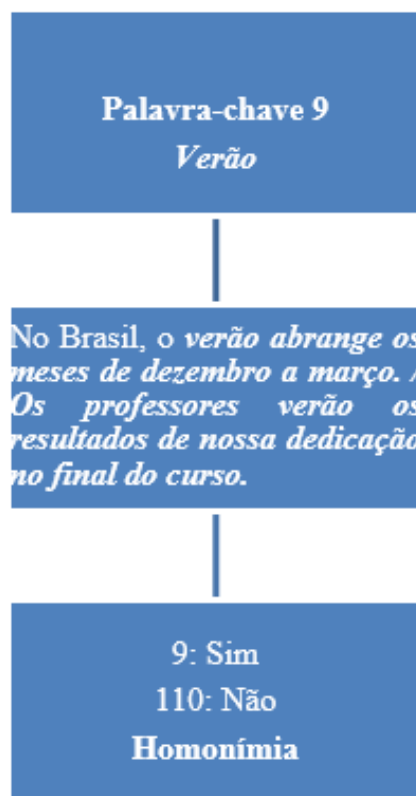 Palavra-chave 9
Verão
No Brasil, o verão abrange os
meses de dezembro a março. /
Os professores verão os
resultados de nossa dedicação
no final do curso.
9: Sim
110: Não
Homonímia